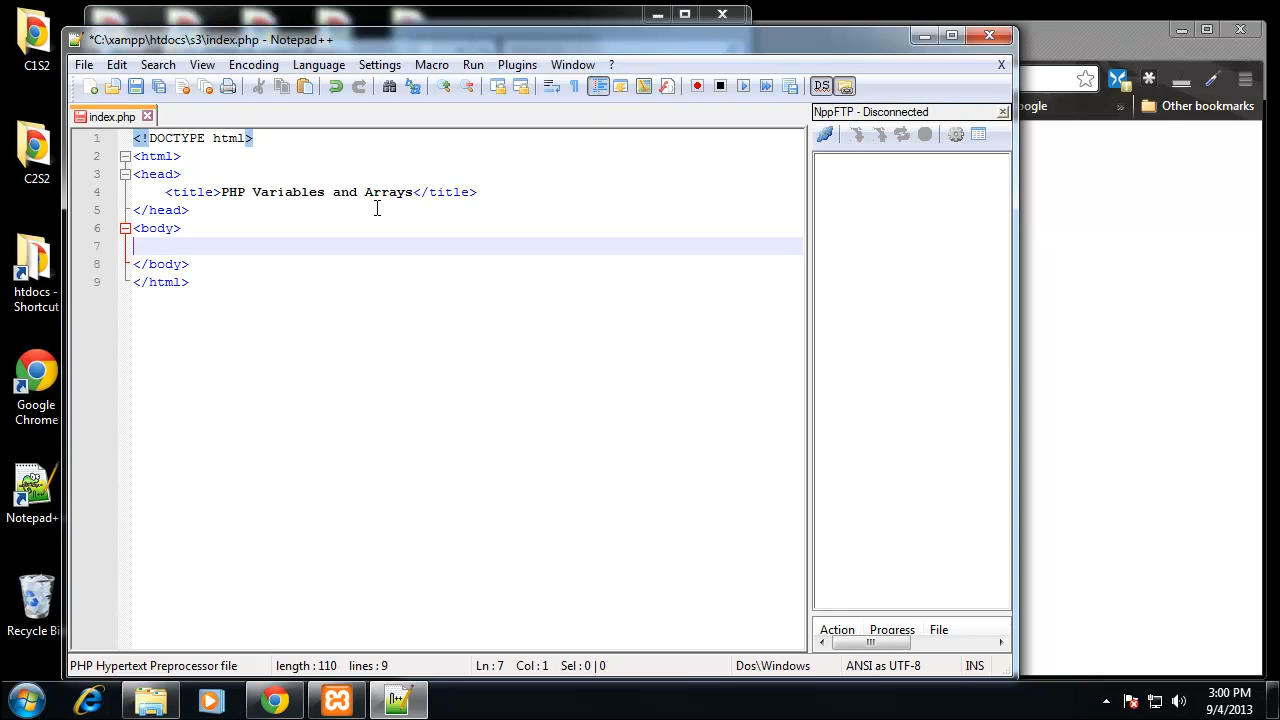 C1S2
C2S2
htdocs -
Shortcut
Google
Chrome
Notepad+
Recycle Bi
*C:\xampp\htdocs\s3\index.php - Notepad++
File Edit Search View Encoding Language Settings Macro Run Plugins Window ? X
index.php
NppFTP - Disconnected
1 <!DOCTYPE html>
2 <html>
3 <head>
4 <title>PHP Variables and Arrays</title>
5 </head>
6 <body>
7
8 </body>
9 </html>
Action Progress File
PHP Hypertext Preprocessor file length : 110 lines : 9 Ln : 7 Col : 1 Sel : 0 | 0 Dos\Windows ANSI as UTF-8 INS
ogle » Other bookmarks
3:00 PM
9/4/2013